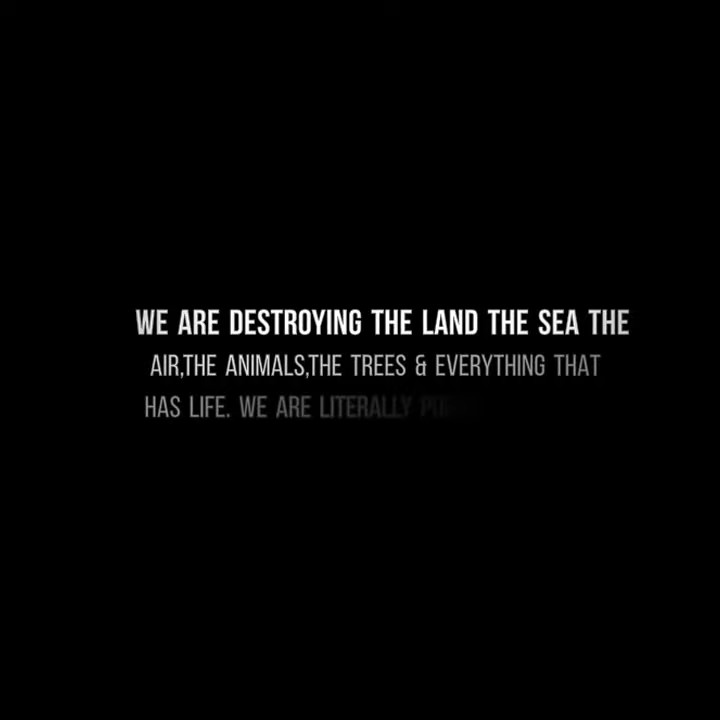 WE ARE DESTROYING THE LAND THE SEA THE
AIR,THE ANIMALS,THE TREES & EVERYTHING THAT
HAS LIFE. WE ARE LITERALLY